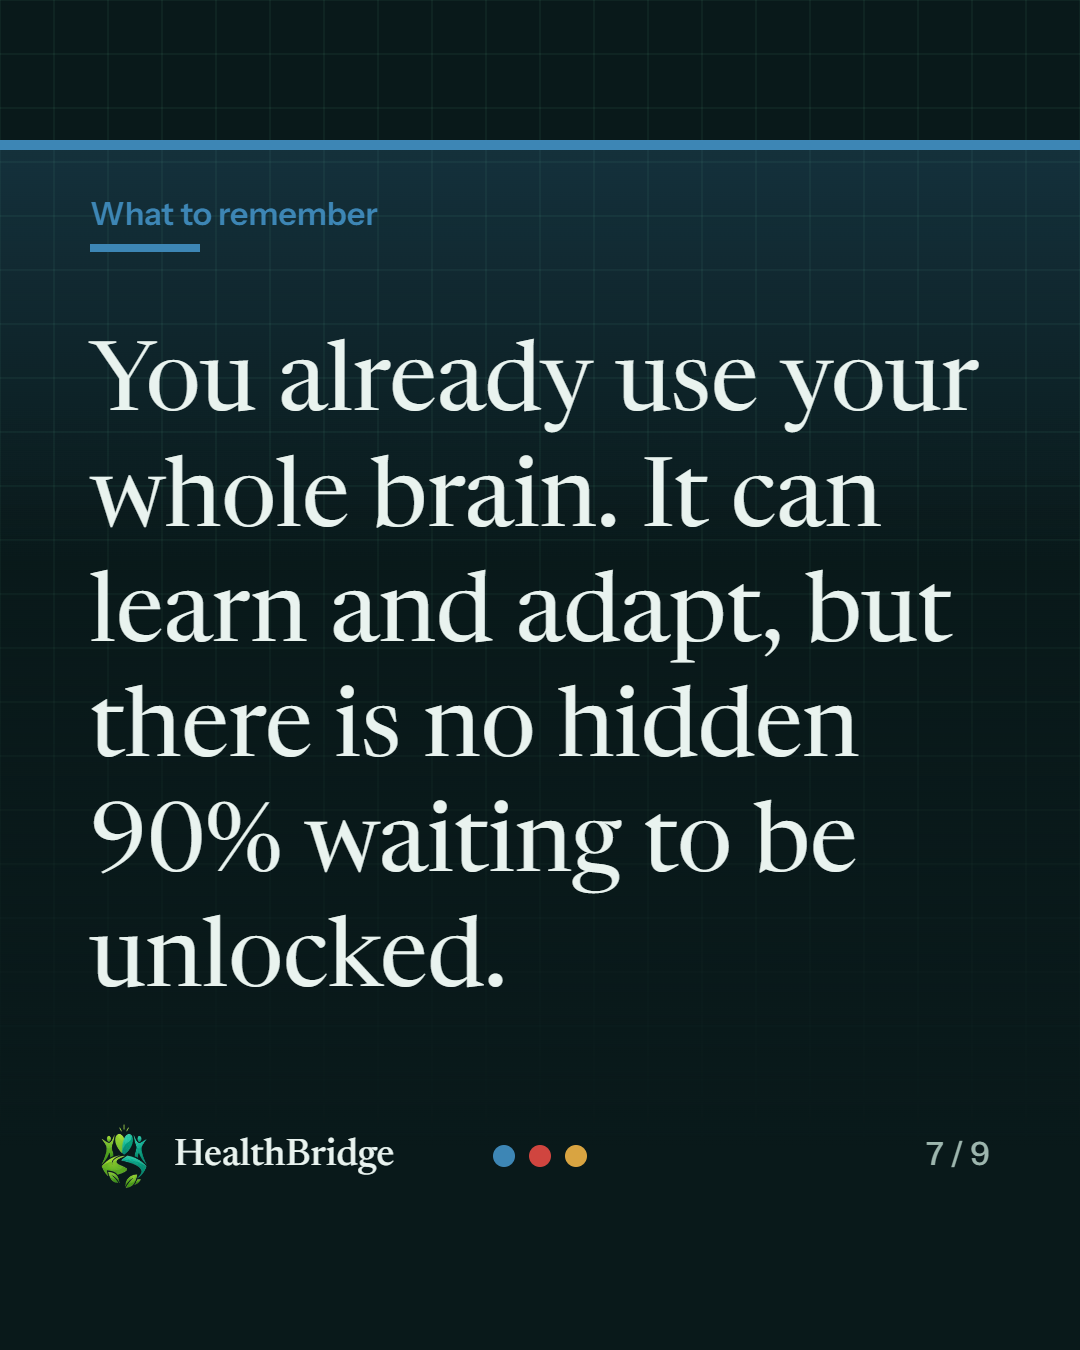 What to remember
You already use your
whole brain. It can
learn and adapt, but
there is no hidden
90% waiting to be
unlocked.
HealthBridge
7 / 9